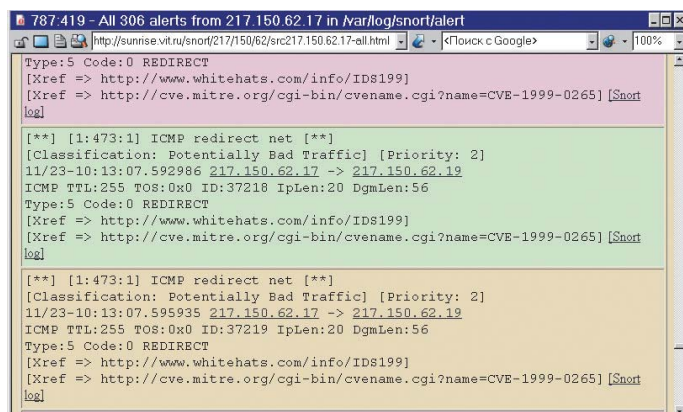 787:419 - All 306 alerts from 217.150.62.17 in /var/log/snort/alert
http://sunrise.vit.ru/snorf/217/150/62/src217.150.62.17-all.html <Поиск с Google> 100%
Type:5 Code:0 REDIRECT
[Xref => http://www.whitehats.com/info/IDS199]
[Xref => http://cve.mitre.org/cgi-bin/cvename.cgi?name=CVE-1999-0265] [Snort
log]
[**] [1:473:1] ICMP redirect net [**]
[Classification: Potentially Bad Traffic] [Priority: 2]
11/23-10:13:07.592986 217.150.62.17 -> 217.150.62.19
ICMP TTL:255 TOS:0x0 ID:37218 IpLen:20 DgmLen:56
Type:5 Code:0 REDIRECT
[Xref => http://www.whitehats.com/info/IDS199]
[Xref => http://cve.mitre.org/cgi-bin/cvename.cgi?name=CVE-1999-0265] [Snort
log]
[**] [1:473:1] ICMP redirect net [**]
[Classification: Potentially Bad Traffic] [Priority: 2]
11/23-10:13:07.595935 217.150.62.17 -> 217.150.62.19
ICMP TTL:255 TOS:0x0 ID:37219 IpLen:20 DgmLen:56
Type:5 Code:0 REDIRECT
[Xref => http://www.whitehats.com/info/IDS199]
[Xref => http://cve.mitre.org/cgi-bin/cvename.cgi?name=CVE-1999-0265] [Snort
log]